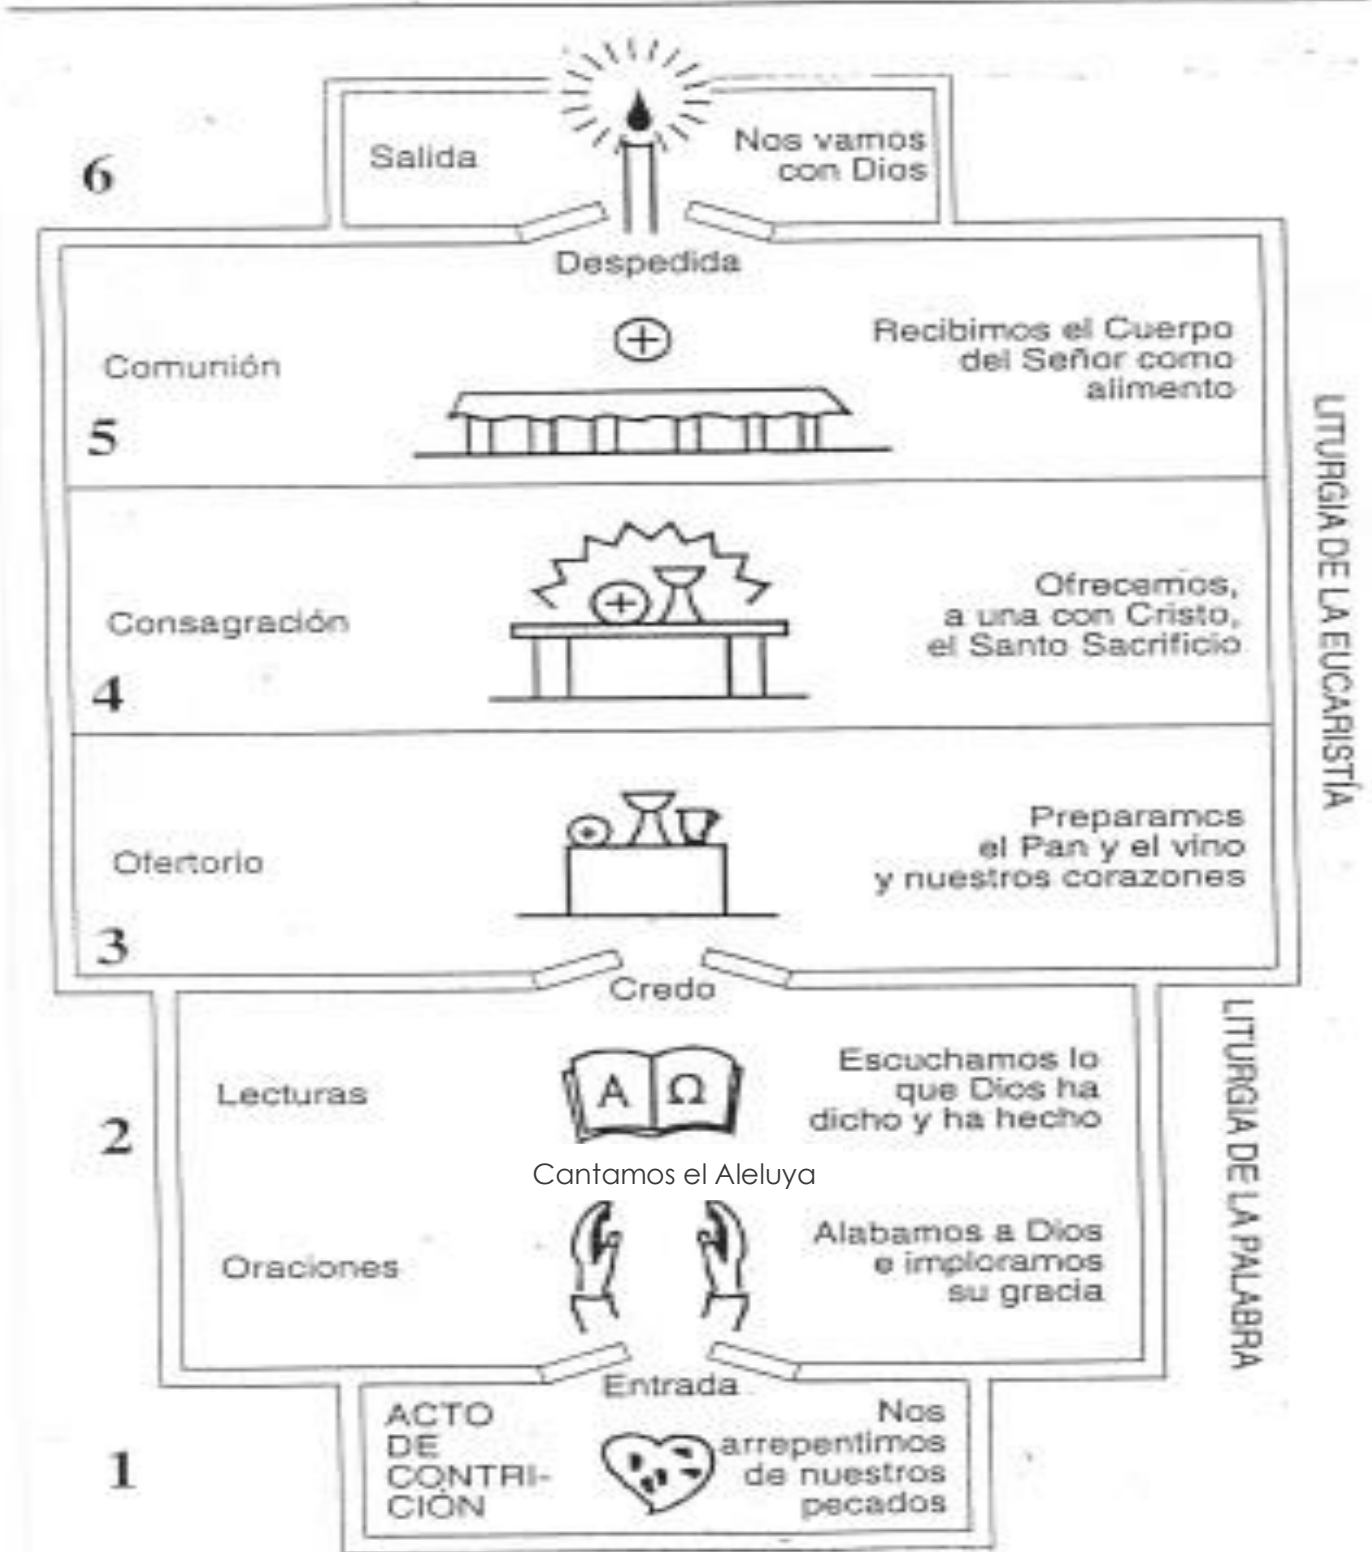 6
Salida
Nos vamos
con Dios
Despedida
Comunión
5
Recibimos el Cuerpo
del Señor como
alimento
Consagración
4
Ofrecemos,
a una con Cristo,
el Santo Sacrificio
Ofertorio
3
Preparamos
el Pan y el vino
y nuestros corazones
LITURGIA DE LA EUCARISTÍA
Credo
Lecturas
2
A Ω
Escuchamos lo
que Dios ha
dicho y ha hecho
Cantamos el Aleluya
Oraciones
Alabamos a Dios
e imploramos
su gracia
LITURGIA DE LA PALABRA
Entrada
1
ACTO
DE
CONTRI-
CIÓN
Nos
arrepentimos
de nuestros
pecados